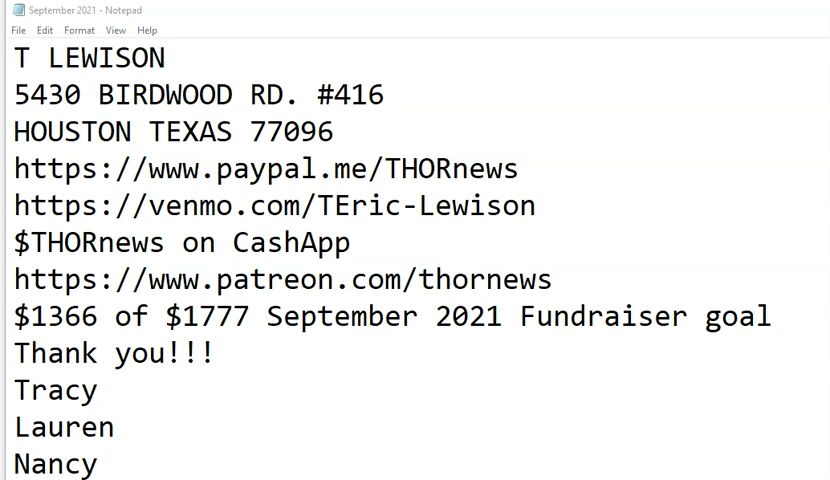 September 2021 - Notepad
File Edit Format View Help
T LEWISON
5430 BIRDWOOD RD. #416
HOUSTON TEXAS 77096
https://www.paypal.me/THORnews
https://venmo.com/TEric-Lewison
$THORnews on CashApp
https://www.patreon.com/thornews
$1366 of $1777 September 2021 Fundraiser goal
Thank you!!!
Tracy
Lauren
Nancy